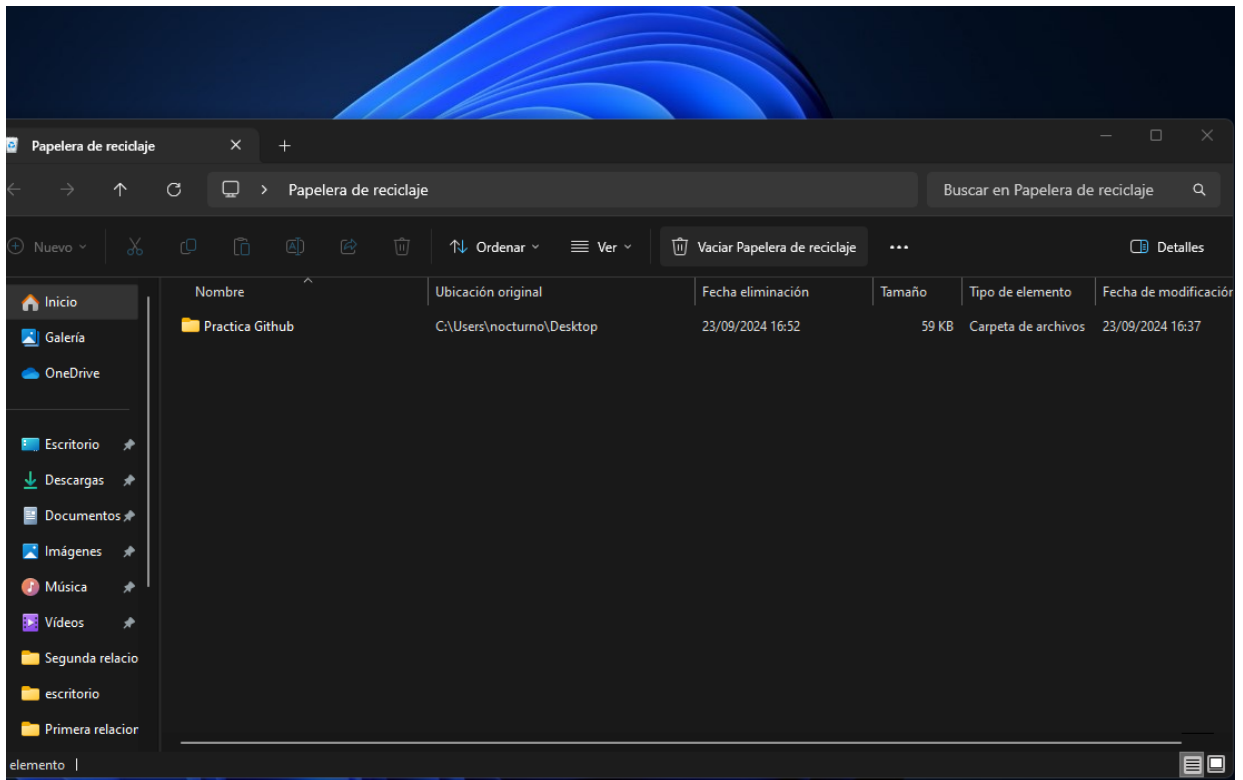 Papelera de reciclaje
Papelera de reciclaje
Buscar en Papelera de reciclaje
Nuevo
Ordenar
Ver
Vaciar Papelera de reciclaje
Detalles
Inicio
Galería
OneDrive
Escritorio
Descargas
Documentos
Imágenes
Música
Vídeos
Segunda relacio
escritorio
Primera relacior
Nombre Ubicación original Fecha eliminación Tamaño Tipo de elemento Fecha de modificación
Practica Github C:\Users\nocturno\Desktop 23/09/2024 16:52 59 KB Carpeta de archivos 23/09/2024 16:37
elemento